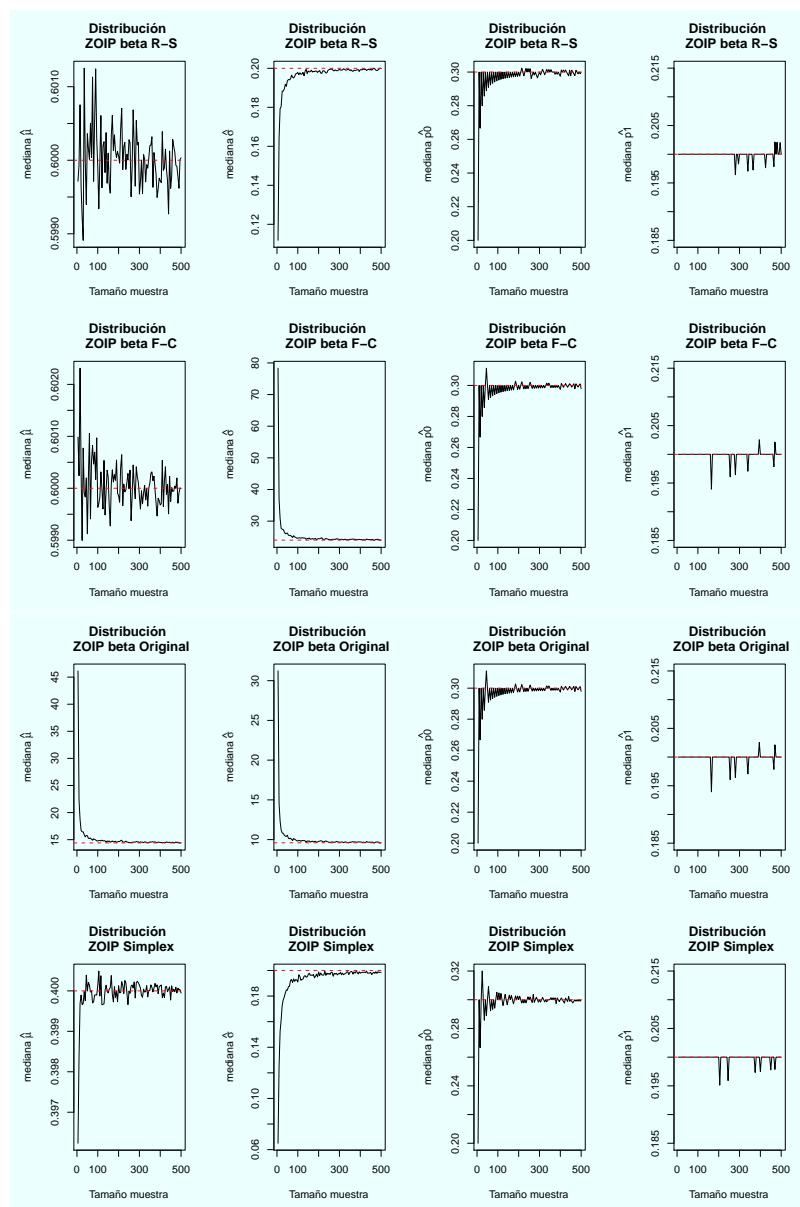 Distribución
ZOIP beta R−S
mediana μ̂
0.5990 0.6000 0.6010
0 100 300 500
Tamaño muestra
Distribución
ZOIP beta R−S
mediana σ̂
0.12 0.14 0.16 0.18 0.20
0 100 300 500
Tamaño muestra
Distribución
ZOIP beta R−S
mediana p̂0
0.20 0.22 0.24 0.26 0.28 0.30
0 100 300 500
Tamaño muestra
Distribución
ZOIP beta R−S
mediana p̂1
0.185 0.195 0.205 0.215
0 100 300 500
Tamaño muestra
Distribución
ZOIP beta F−C
mediana μ̂
0.5990 0.6000 0.6010 0.6020
0 100 300 500
Tamaño muestra
Distribución
ZOIP beta F−C
mediana σ̂
30 40 50 60 70 80
0 100 300 500
Tamaño muestra
Distribución
ZOIP beta F−C
mediana p̂0
0.20 0.22 0.24 0.26 0.28 0.30
0 100 300 500
Tamaño muestra
Distribución
ZOIP beta F−C
mediana p̂1
0.185 0.195 0.205 0.215
0 100 300 500
Tamaño muestra
Distribución
ZOIP beta Original
mediana μ̂
15 20 25 30 35 40 45
0 100 300 500
Tamaño muestra
Distribución
ZOIP beta Original
mediana σ̂
10 15 20 25 30
0 100 300 500
Tamaño muestra
Distribución
ZOIP beta Original
mediana p̂0
0.20 0.22 0.24 0.26 0.28 0.30
0 100 300 500
Tamaño muestra
Distribución
ZOIP beta Original
mediana p̂1
0.185 0.195 0.205 0.215
0 100 300 500
Tamaño muestra
Distribución
ZOIP Simplex
mediana μ̂
0.397 0.398 0.399 0.400
0 100 300 500
Tamaño muestra
Distribución
ZOIP Simplex
mediana σ̂
0.06 0.10 0.14 0.18
0 100 300 500
Tamaño muestra
Distribución
ZOIP Simplex
mediana p̂0
0.20 0.24 0.28 0.32
0 100 300 500
Tamaño muestra
Distribución
ZOIP Simplex
mediana p̂1
0.185 0.195 0.205 0.215
0 100 300 500
Tamaño muestra